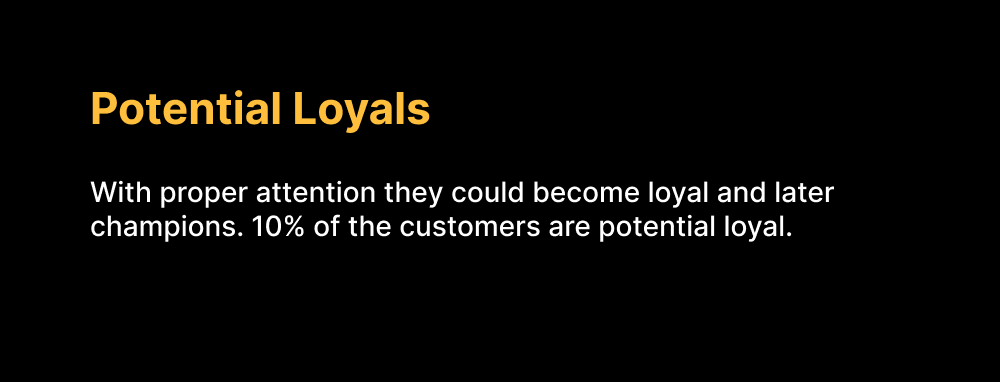 Potential Loyals
With proper attention they could become loyal and later
champions. 10% of the customers are potential loyal.